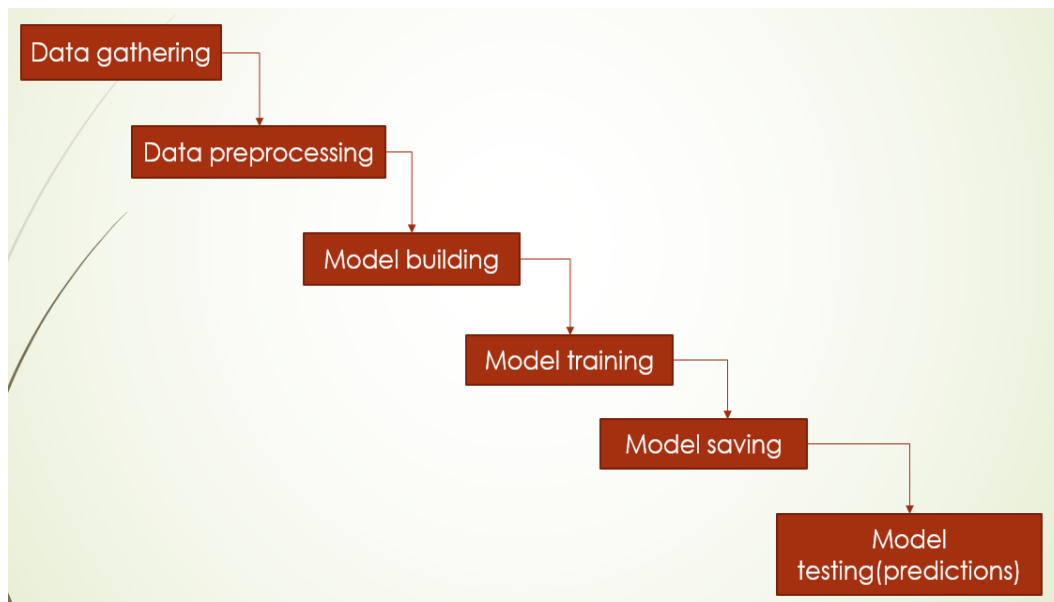 Data gathering
Data preprocessing
Model building
Model training
Model saving
Model
testing(predictions)